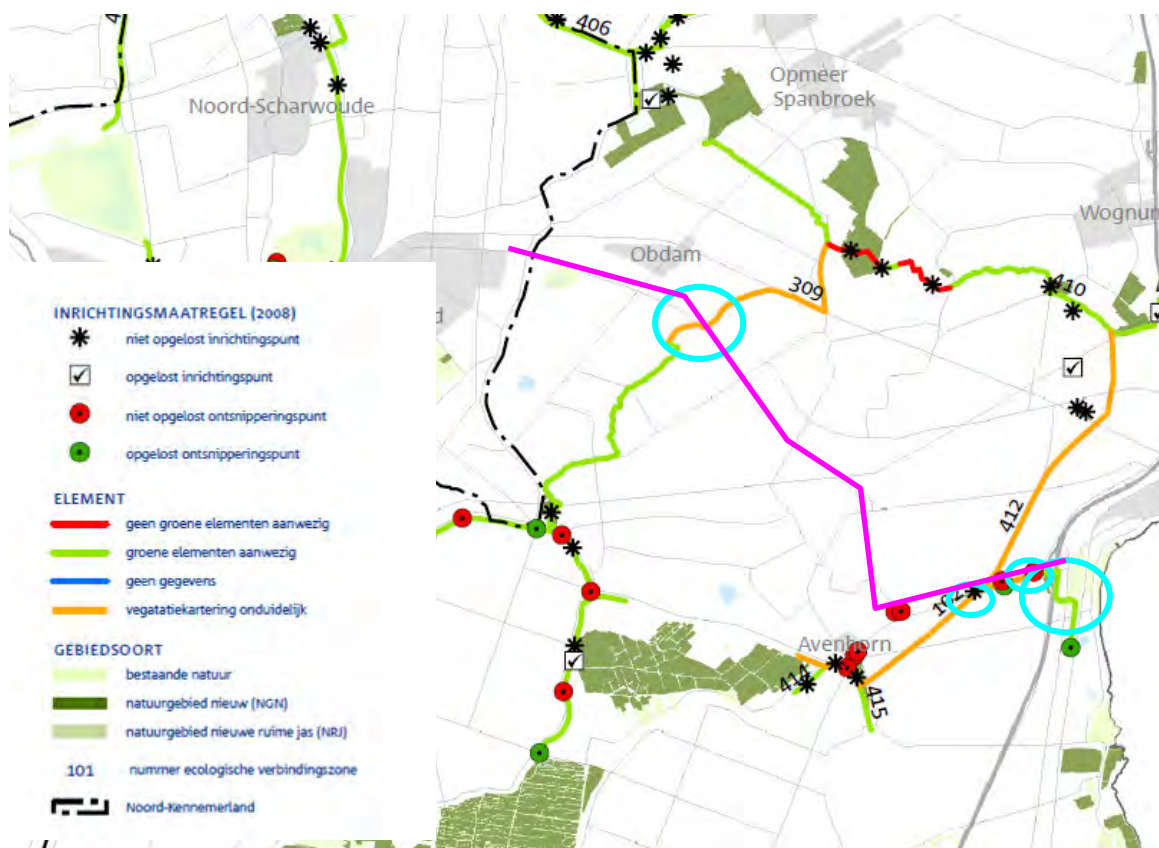 406
Noord-Scharwoude
Opmeer
Spanbroek
Wognum
Obdam
309
410
d
412
Avenhorn
414
415
INRICHTINGSMAATREGEL (2008)
niet opgelost inrichtingspunt
opgelost inrichtingspunt
niet opgelost ontsnipperingspunt
opgelost ontsnipperingspunt
ELEMENT
geen groene elementen aanwezig
groene elementen aanwezig
geen gegevens
vegatatiekartering onduidelijk
GEBIEDSOORT
bestaande natuur
natuurgebied nieuw (NGN)
natuurgebied nieuwe ruime jas (NRJ)
101 nummer ecologische verbindingszone
Noord-Kennemerland